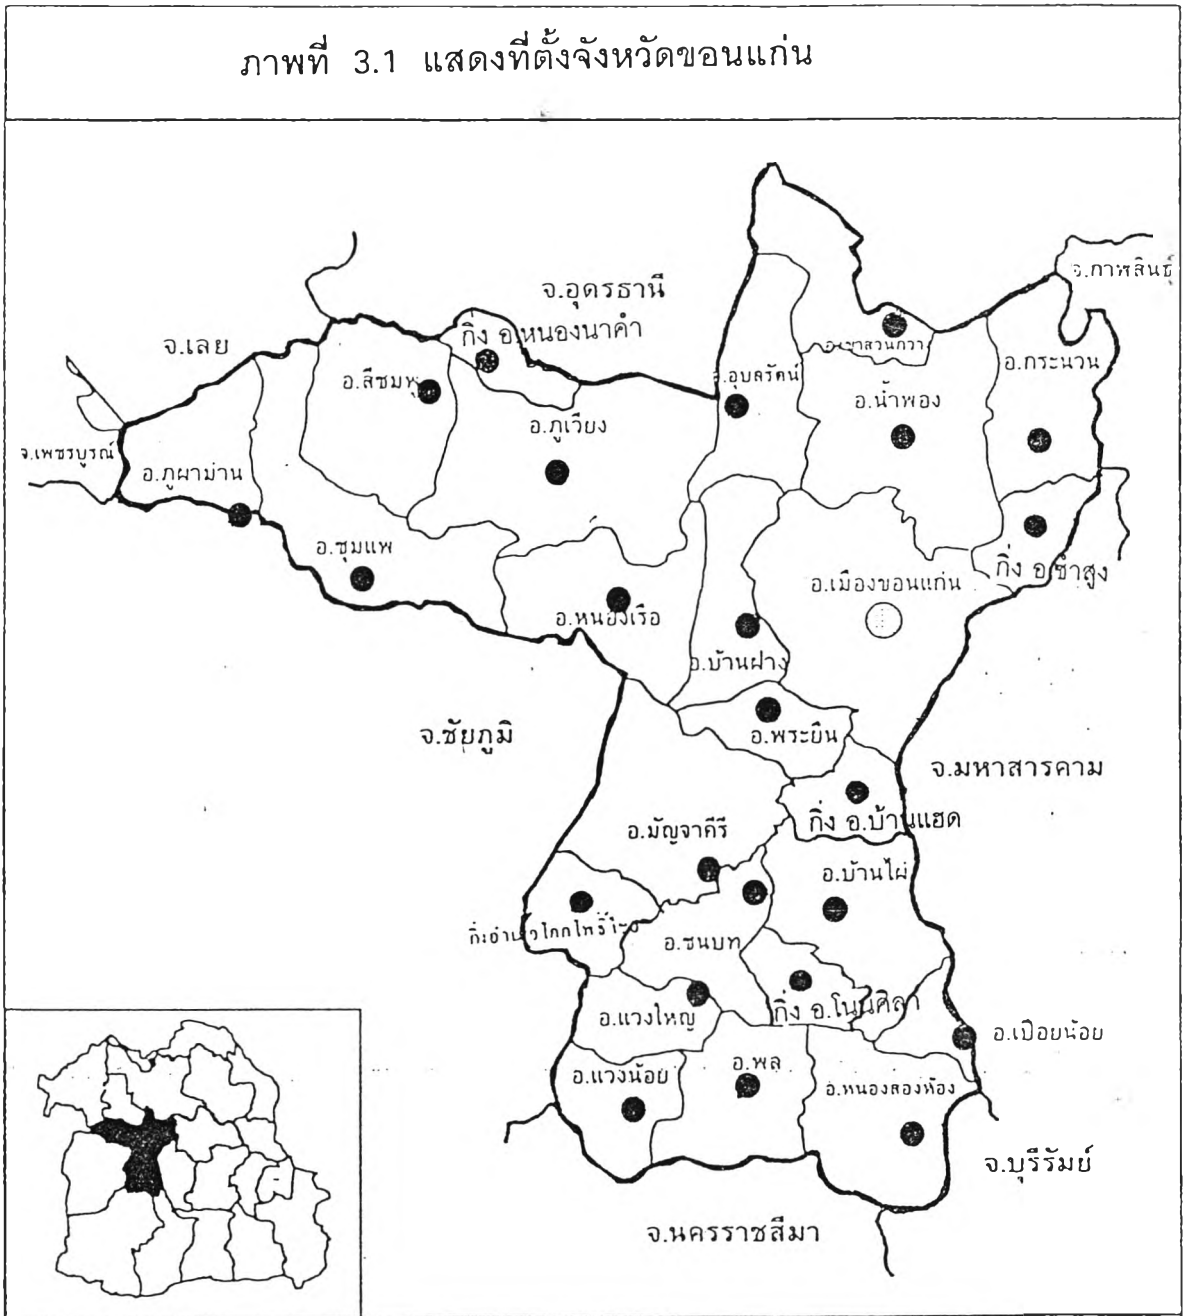 ภาพที่ 3.1 แสดงที่ตั้งจังหวัดขอนแก่น
จ.กาฬสินธุ์
จ.อุดรธานี
กิ่ง อ.หนองนาคำ
จ.เลย
อ.เขาสวนกวาง
อ.กระนวน
อ.สีชมพู
อ.อุบลรัตน์
อ.น้ำพอง
อ.ภูเวียง
จ.เพชรบูรณ์
อ.ภูผาม่าน
อ.ชุมแพ
กิ่ง อ.ซำสูง
อ.เมืองขอนแก่น
อ.หนองเรือ
อ.บ้านฝาง
จ.ชัยภูมิ
อ.พระยืน
จ.มหาสารคาม
กิ่ง อ.บ้านแฮด
อ.มัญจาคีรี
อ.บ้านไผ่
อ.ชนบท
กิ่ง อ.โนนศิลา
อ.แวงใหญ่
อ.เปือยน้อย
อ.พล
อ.แวงน้อย
อ.หนองสองห้อง
จ.บุรีรัมย์
จ.นครราชสีมา